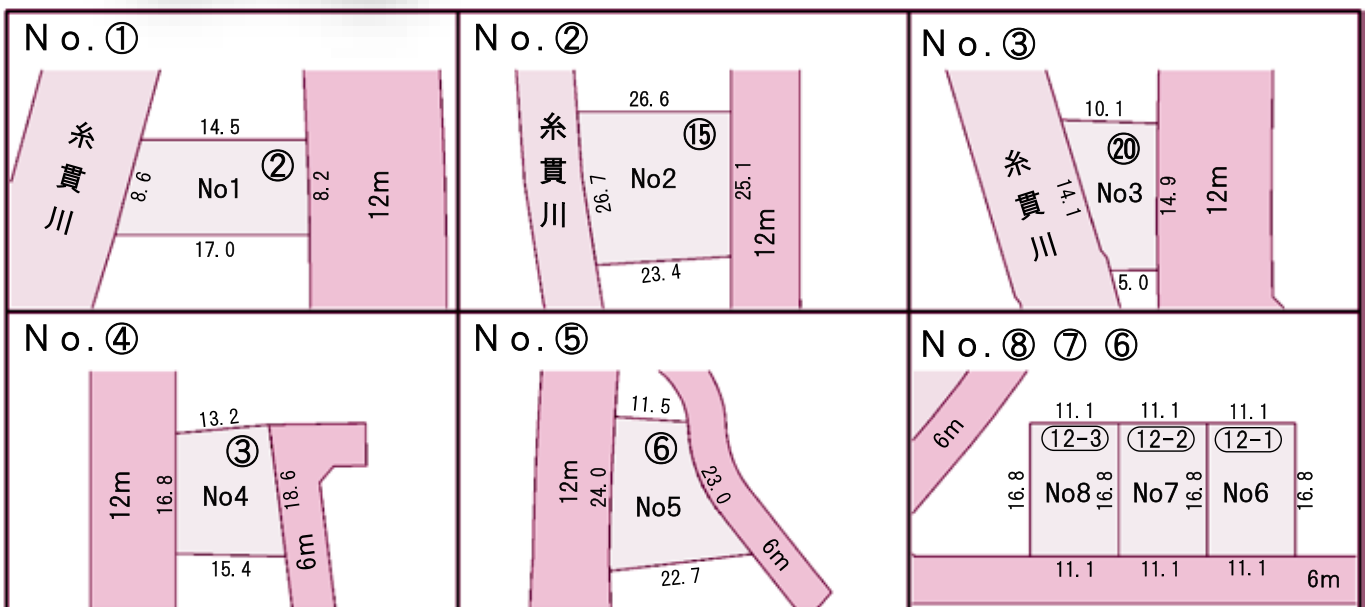 No.①
14.5
糸貫川
8.6
No1
②
8.2
12m
17.0
No.②
26.6
糸貫川
26.7
No2
⑮
25.1
12m
23.4
No.③
10.1
糸貫川
14.1
⑳
No3
14.9
12m
5.0
No.④
13.2
12m
16.8
③
No4
18.6
6m
15.4
No.⑤
11.5
12m
24.0
⑥
No5
23.0
6m
22.7
No.⑧ ⑦ ⑥
6m
11.1 11.1 11.1
12-3 12-2 12-1
16.8 No8 16.8 No7 16.8 No6 16.8
11.1 11.1 11.1
6m